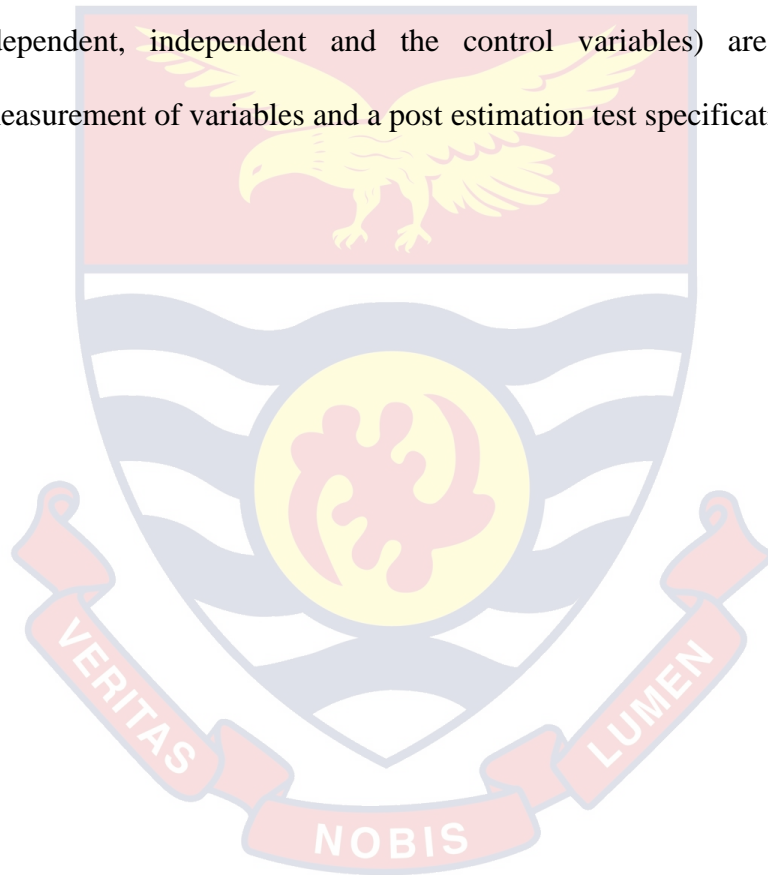 dependent, independent and the control variables) are
easurement of variables and a post estimation test specificat
VERITAS
NOBIS
LUMEN